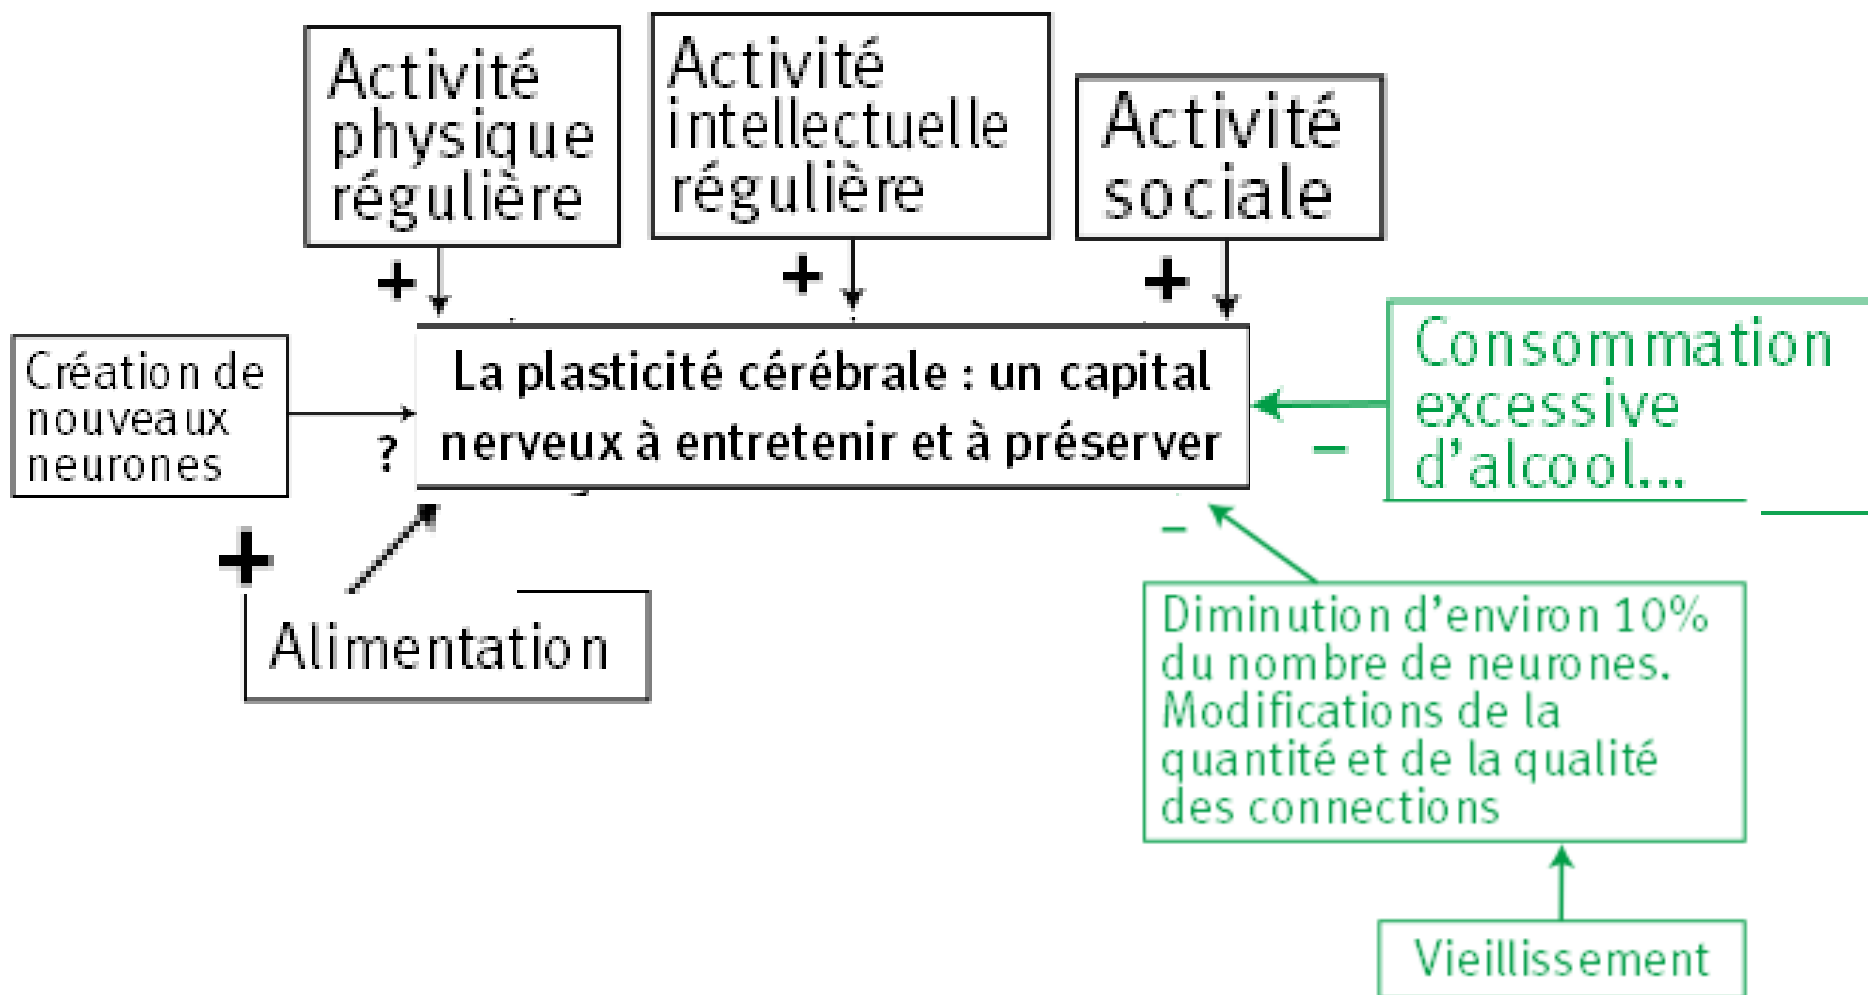 Activité
physique
régulière
Activité
intellectuelle
régulière
Activité
sociale
+
+
+
Création de
nouveaux
neurones
?
La plasticité cérébrale : un capital
nerveux à entretenir et à préserver
Consommation
excessive
d'alcool...
–
+
Alimentation
–
Diminution d'environ 10%
du nombre de neurones.
Modifications de la
quantité et de la qualité
des connections
Vieillissement